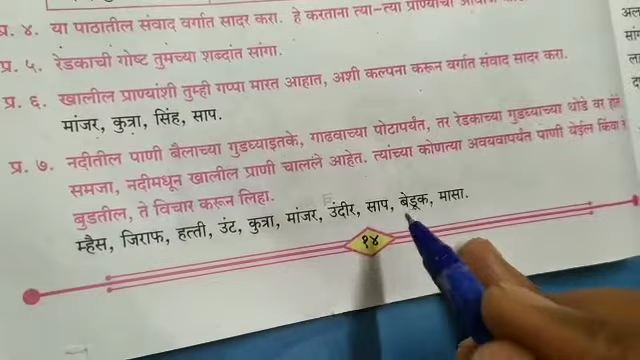 प्र. ४. या पाठातील संवाद वर्गात सादर करा. हे करताना त्या-त्या प्राण्याचा
प्र. ५. रेडकाची गोष्ट तुमच्या शब्दांत सांगा.
प्र. ६. खालील प्राण्यांशी तुम्ही गप्पा मारत आहात, अशी कल्पना करून वर्गात संवाद सादर करा.
मांजर, कुत्रा, सिंह, साप.
प्र. ७. नदीतील पाणी बैलाच्या गुडघ्याइतके, गाढवाच्या पोटापर्यंत, तर रेडकाच्या गुडघ्याच्या थोडे वर होते.
समजा, नदीमधून खालील प्राणी चालले आहेत. त्यांच्या कोणत्या अवयवापर्यंत पाणी येईल किंवा ते
बुडतील, ते विचार करून लिहा.
म्हैस, जिराफ, हत्ती, उंट, कुत्रा, मांजर, उंदीर, साप, बेडूक, मासा.
१४